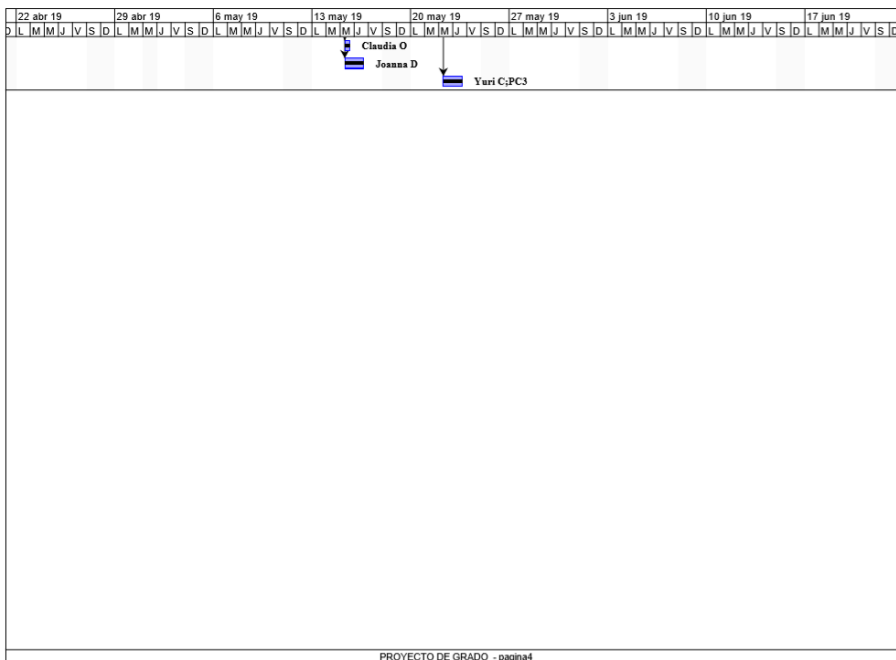 22 abr 19 29 abr 19 6 may 19 13 may 19 20 may 19 27 may 19 3 jun 19 10 jun 19 17 jun 19
D L M M J V S D L M M J V S D L M M J V S D L M M J V S D L M M J V S D L M M J V S D L M M J V S D L M M J V S D L M M J V S D
Claudia O
Joanna D
Yuri C;PC3
PROYECTO DE GRADO - pagina4